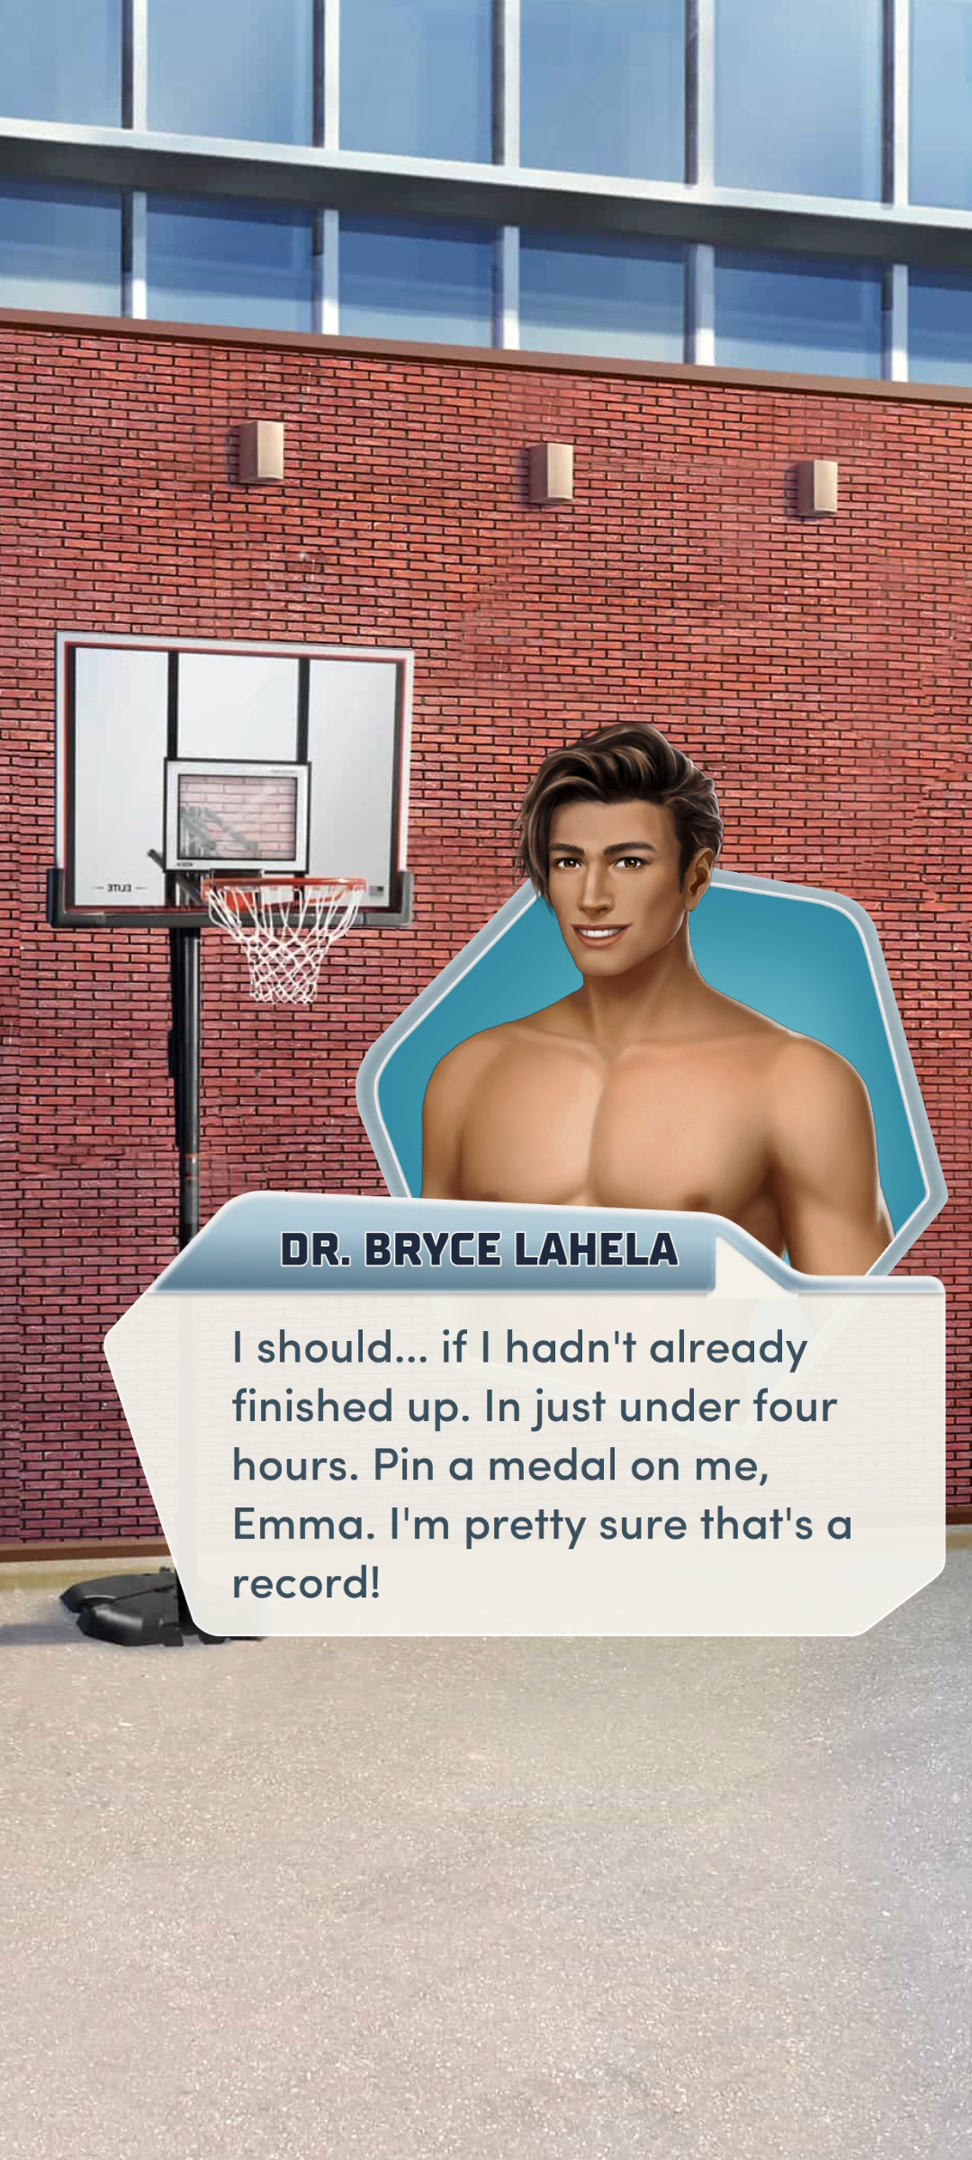 ELITE
DR. BRYCE LAHELA
I should... if I hadn't already
finished up. In just under four
hours. Pin a medal on me,
Emma. I'm pretty sure that's a
record!